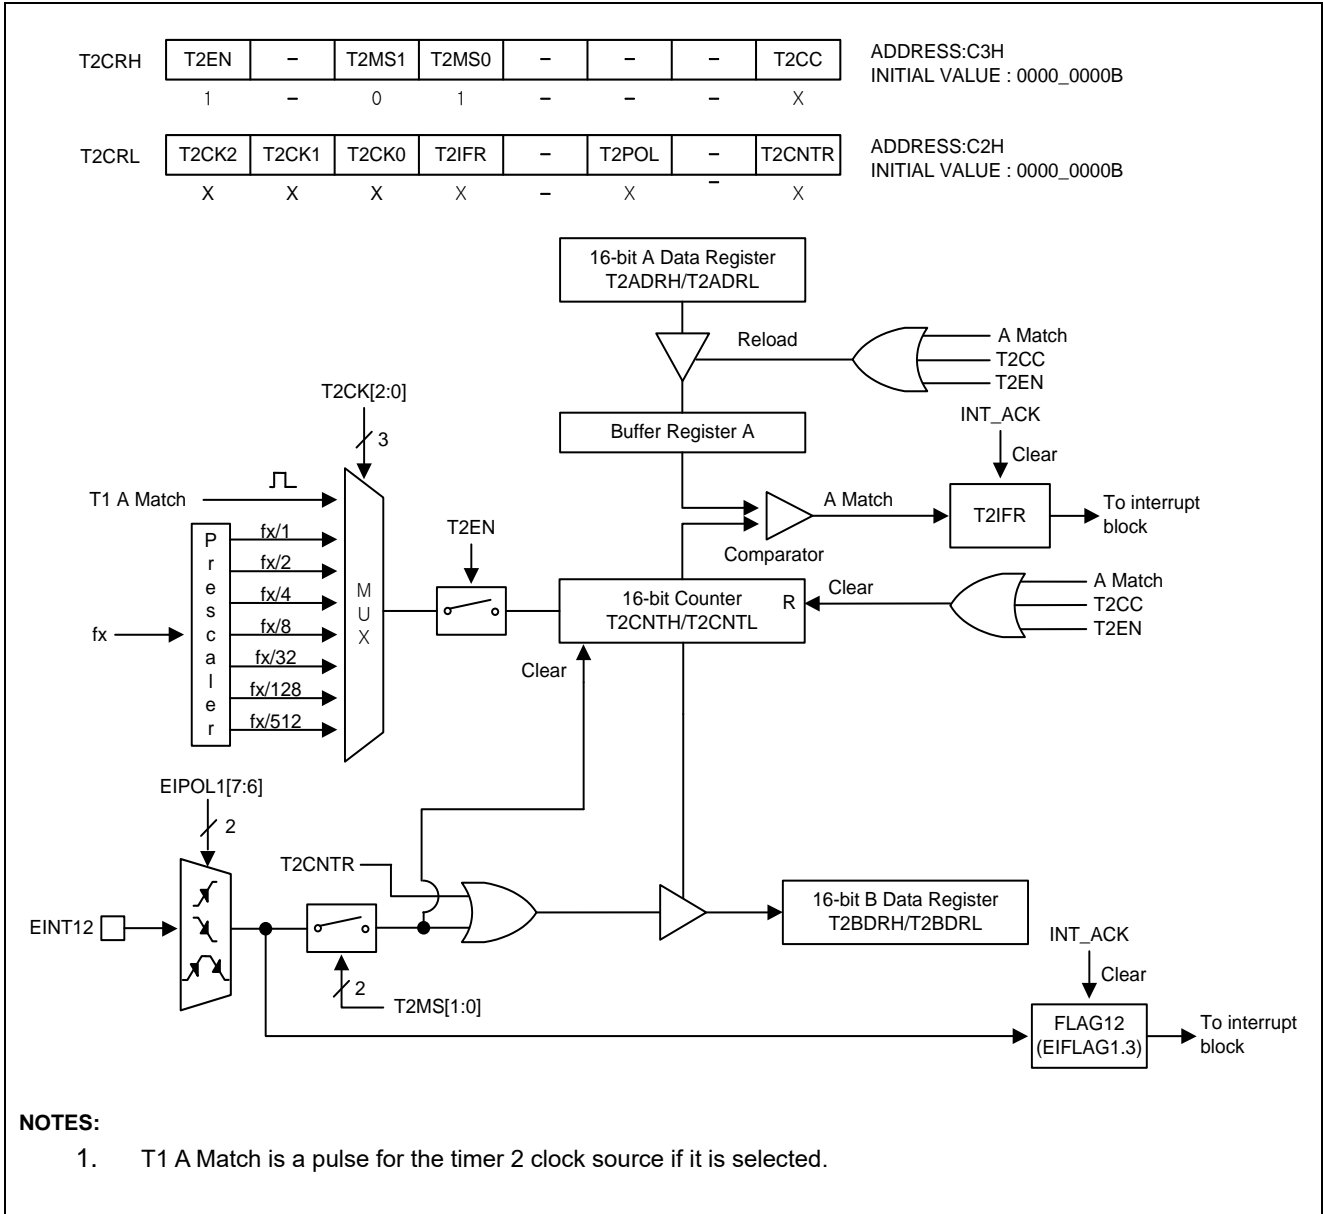 T2CRH T2EN – T2MS1 T2MS0 – – – T2CC ADDRESS:C3H
INITIAL VALUE : 0000_0000B
1 – 0 1 – – – X
T2CRL T2CK2 T2CK1 T2CK0 T2IFR – T2POL – T2CNTR ADDRESS:C2H
INITIAL VALUE : 0000_0000B
X X X X – X – X
16-bit A Data Register
T2ADRH/T2ADRL
Reload
A Match
T2CC
T2EN
T2CK[2:0]
3
Buffer Register A
INT_ACK
Clear
T1 A Match
A Match
T2IFR
To interrupt
block
Comparator
Prescaler
fx/1
fx/2
fx/4
fx/8
fx/32
fx/128
fx/512
fx
MUX
T2EN
16-bit Counter
T2CNTH/T2CNTL
R
Clear
A Match
T2CC
T2EN
Clear
EIPOL1[7:6]
2
T2CNTR
EINT12
2
T2MS[1:0]
16-bit B Data Register
T2BDRH/T2BDRL
INT_ACK
Clear
FLAG12
(EIFLAG1.3)
To interrupt
block
NOTES:
1. T1 A Match is a pulse for the timer 2 clock source if it is selected.